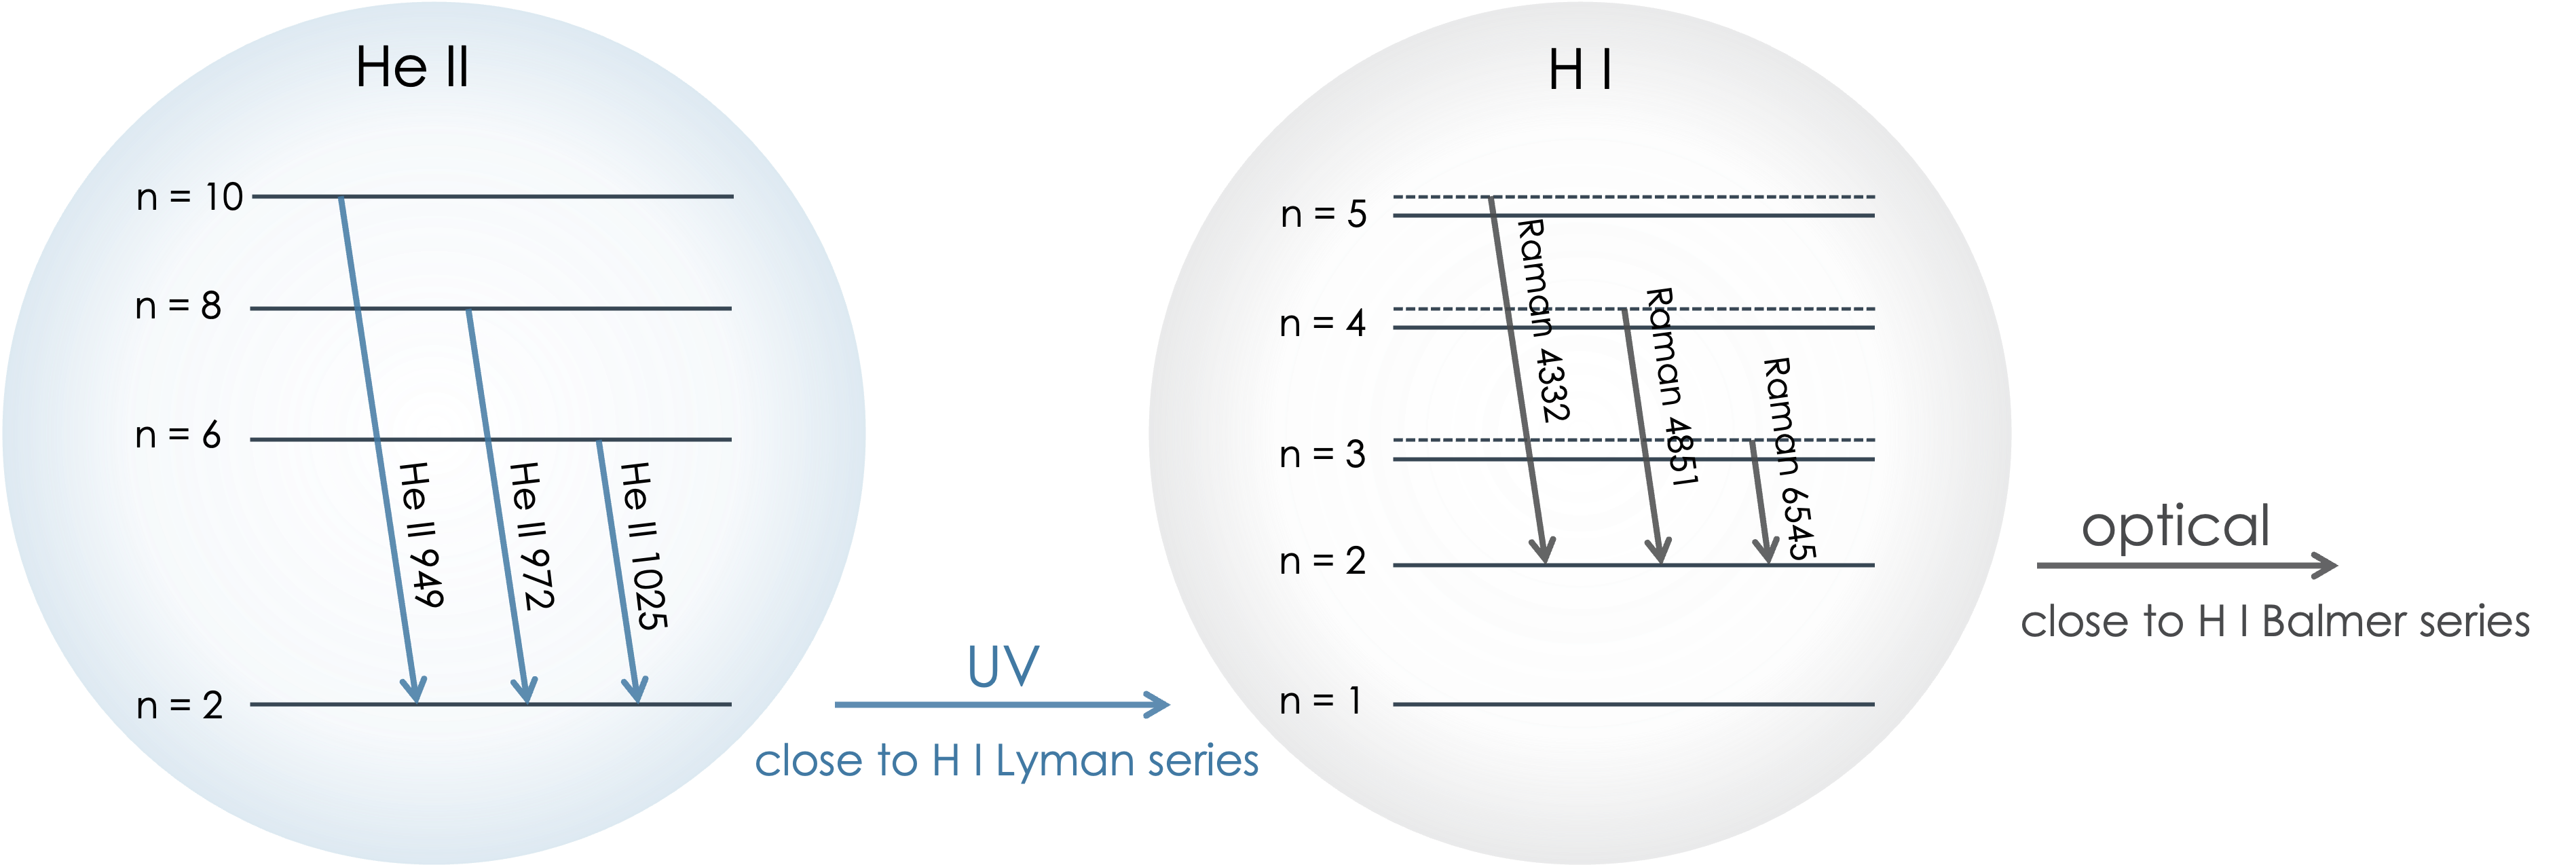 He II
n = 10
n = 8
n = 6
n = 2
He II 949
He II 972
He II 1025
UV
close to H I Lyman series
H I
n = 5
n = 4
n = 3
n = 2
n = 1
Raman 4332
Raman 4851
Raman 6545
optical
close to H I Balmer series